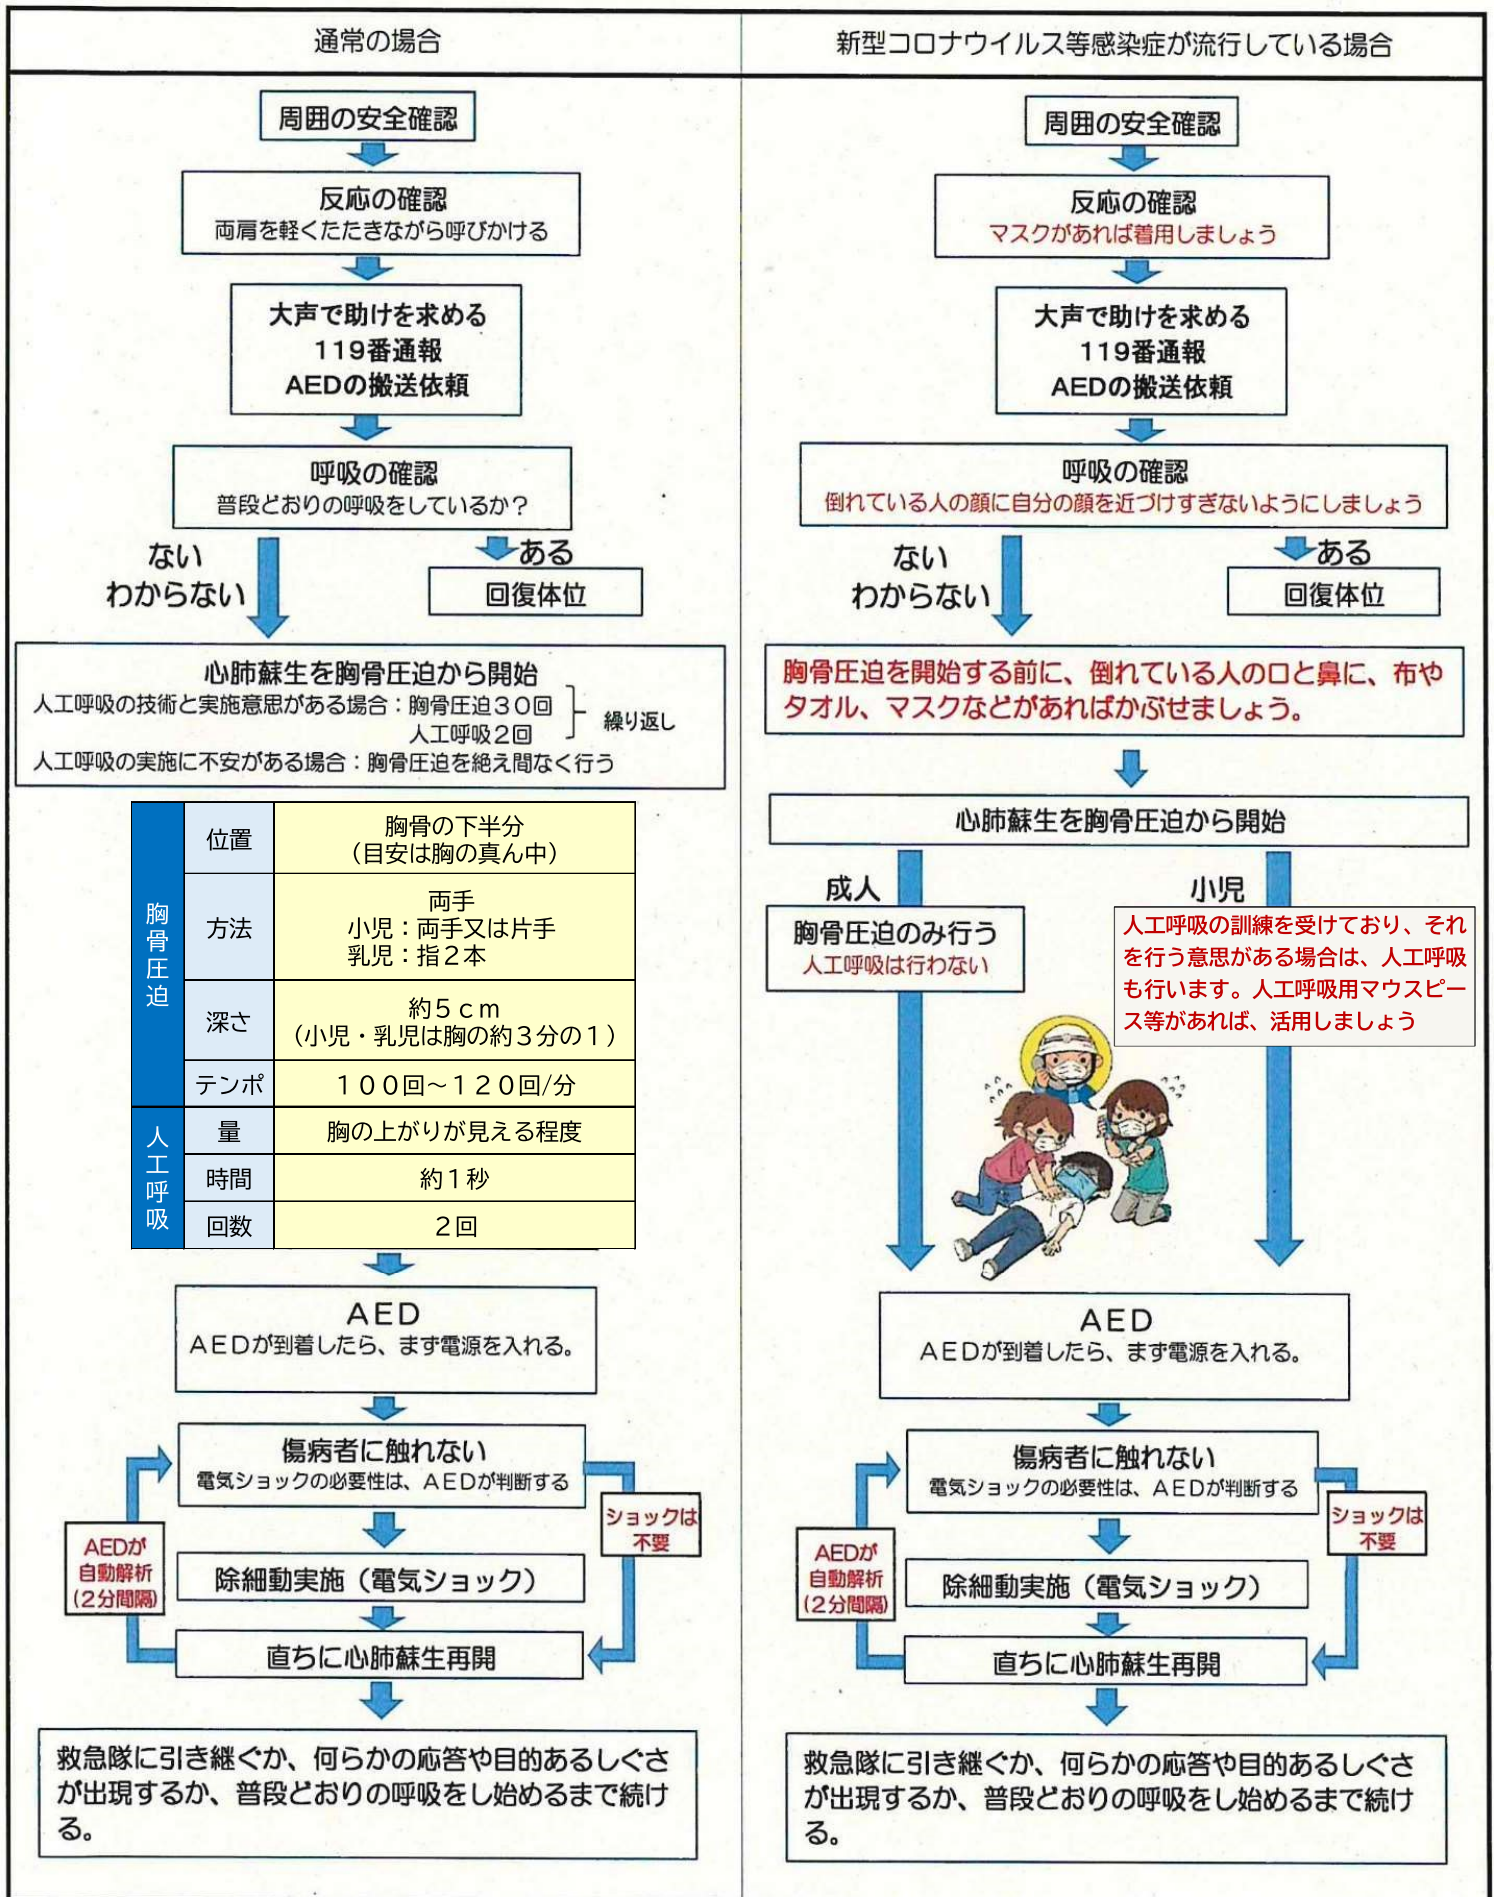 通常の場合
周囲の安全確認
反応の確認
両肩を軽くたたきながら呼びかける
大声で助けを求める
119番通報
AEDの搬送依頼
呼吸の確認
普段どおりの呼吸をしているか？
ない
わからない
ある
回復体位
心肺蘇生を胸骨圧迫から開始
人工呼吸の技術と実施意思がある場合：胸骨圧迫３０回
人工呼吸２回
繰り返し
人工呼吸の実施に不安がある場合：胸骨圧迫を絶え間なく行う
胸骨圧迫
位置
胸骨の下半分
（目安は胸の真ん中）
方法
両手
小児：両手又は片手
乳児：指２本
深さ
約５ｃｍ
（小児・乳児は胸の約３分の１）
テンポ
１００回～１２０回/分
人工呼吸
量
胸の上がりが見える程度
時間
約１秒
回数
２回
ＡＥＤ
ＡＥＤが到着したら、まず電源を入れる。
傷病者に触れない
電気ショックの必要性は、ＡＥＤが判断する
ショックは
不要
AEDが
自動解析
(２分間隔)
除細動実施（電気ショック）
直ちに心肺蘇生再開
救急隊に引き継ぐか、何らかの応答や目的あるしぐさ
が出現するか、普段どおりの呼吸をし始めるまで続け
る。
新型コロナウイルス等感染症が流行している場合
周囲の安全確認
反応の確認
マスクがあれば着用しましょう
大声で助けを求める
119番通報
AEDの搬送依頼
呼吸の確認
倒れている人の顔に自分の顔を近づけすぎないようにしましょう
ない
わからない
ある
回復体位
胸骨圧迫を開始する前に、倒れている人の口と鼻に、布や
タオル、マスクなどがあればかぶせましょう。
心肺蘇生を胸骨圧迫から開始
成人
胸骨圧迫のみ行う
人工呼吸は行わない
小児
人工呼吸の訓練を受けており、それ
を行う意思がある場合は、人工呼吸
も行います。人工呼吸用マウスピー
ス等があれば、活用しましょう
ＡＥＤ
ＡＥＤが到着したら、まず電源を入れる。
傷病者に触れない
電気ショックの必要性は、ＡＥＤが判断する
ショックは
不要
AEDが
自動解析
(２分間隔)
除細動実施（電気ショック）
直ちに心肺蘇生再開
救急隊に引き継ぐか、何らかの応答や目的あるしぐさ
が出現するか、普段どおりの呼吸をし始めるまで続け
る。